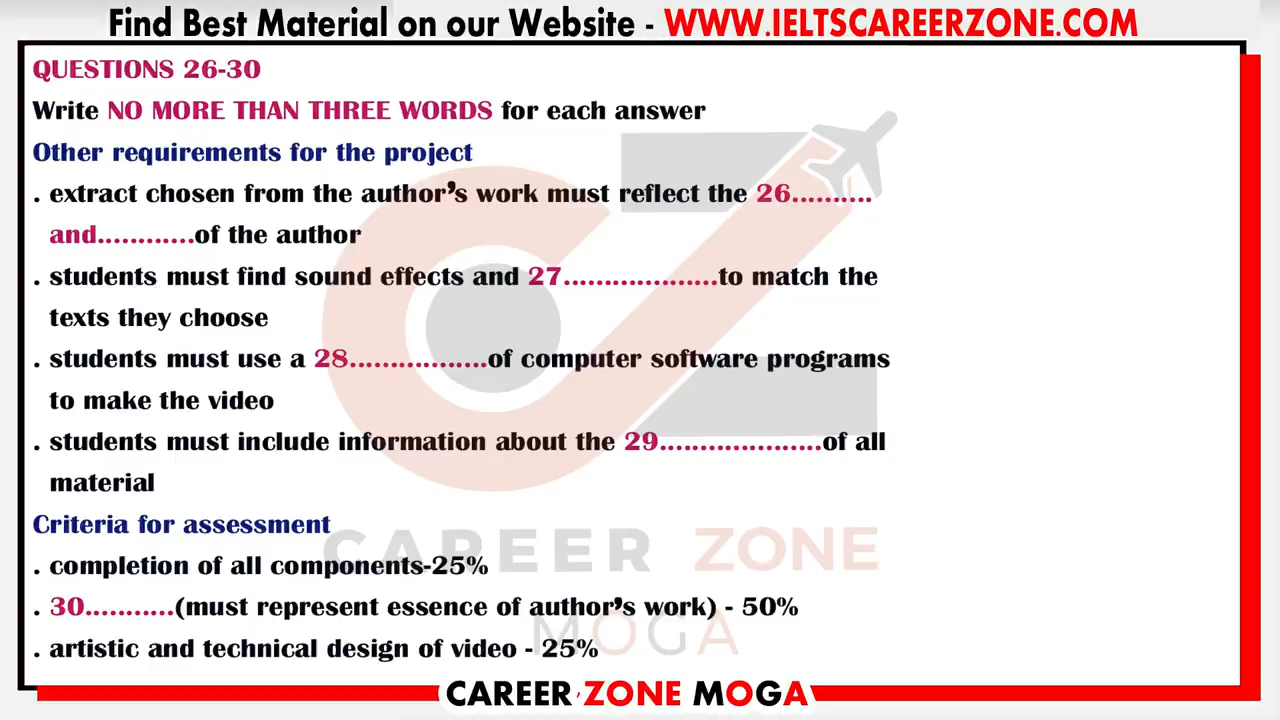 Find Best Material on our Website - WWW.IELTSCAREERZONE.COM
QUESTIONS 26-30
Write NO MORE THAN THREE WORDS for each answer
Other requirements for the project
. extract chosen from the author's work must reflect the 26..........
and............of the author
. students must find sound effects and 27...................to match the
texts they choose
. students must use a 28.................of computer software programs
to make the video
. students must include information about the 29....................of all
material
Criteria for assessment
CAREER ZONE
. completion of all components-25%
. 30...........(must represent essence of author's work) - 50%
MOGA
. artistic and technical design of video - 25%
CAREER ZONE MOGA